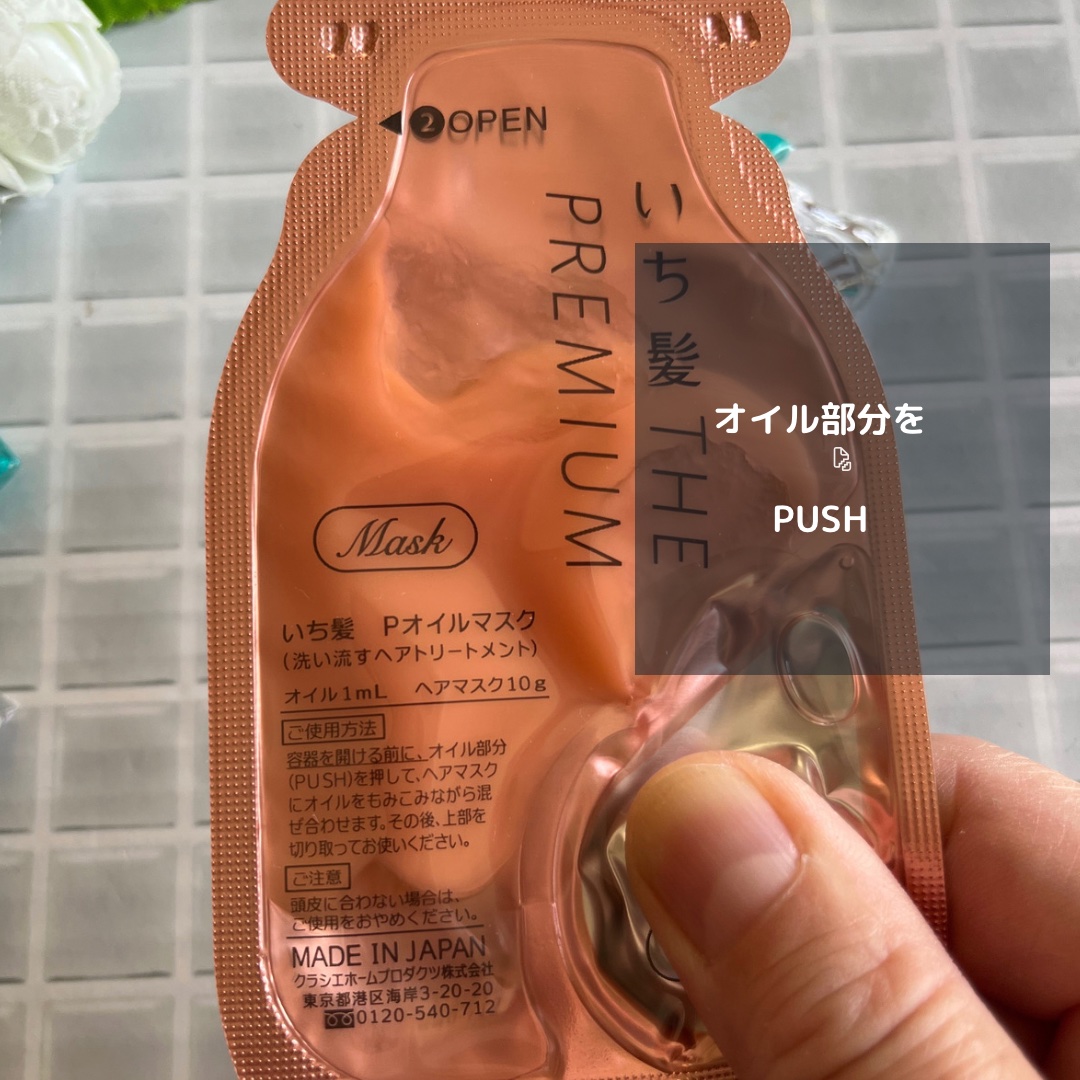 ❷OPEN
いち髪 THE
PREMIUM
オイル部分を
PUSH
Mask
いち髪 Pオイルマスク
(洗い流すヘアトリートメント)
オイル1mL ヘアマスク10g
ご使用方法
容器を開ける前に、オイル部分
(PUSH)を押して、ヘアマスク
にオイルをもみこみながら混
ぜ合わせます。その後、上部を
切り取ってお使いください。
ご注意
頭皮に合わない場合は、
ご使用をおやめください。
MADE IN JAPAN
クラシエホームプロダクツ株式会社
東京都港区海岸3-20-20
0120-540-712